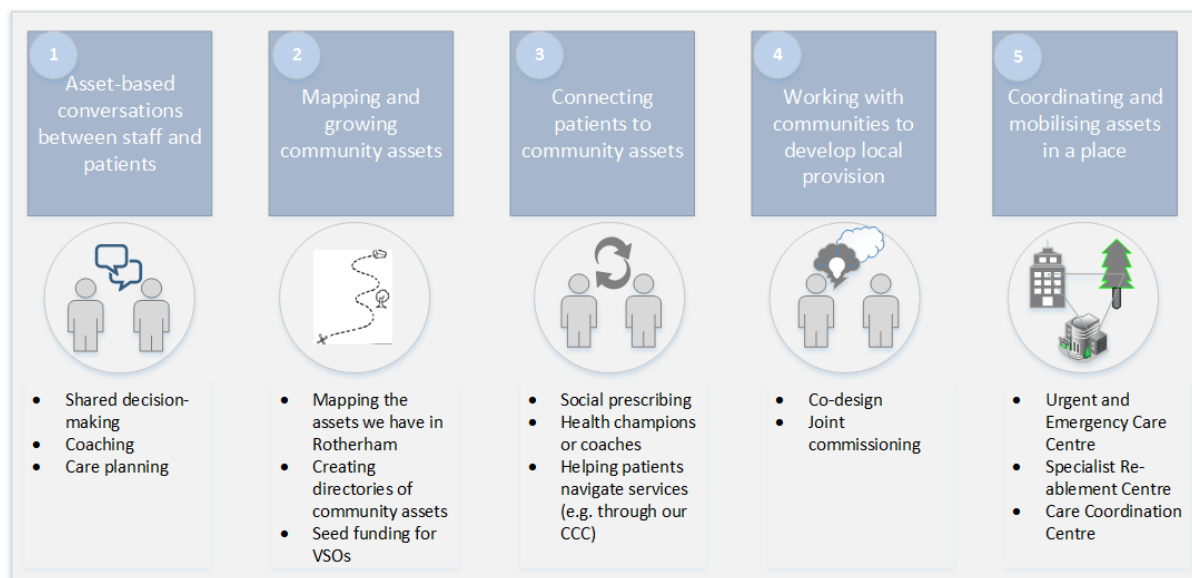 1
Asset-based
conversations
between staff and
patients
2
Mapping and
growing
community assets
3
Connecting
patients to
community assets
4
Working with
communities to
develop local
provision
5
Coordinating and
mobilising assets
in a place
• Shared decision-
making
• Coaching
• Care planning
• Mapping the
assets we have in
Rotherham
• Creating
directories of
community assets
• Seed funding for
VSOs
• Social prescribing
• Health champions
or coaches
• Helping patients
navigate services
(e.g. through our
CCC)
• Co-design
• Joint
commissioning
• Urgent and
Emergency Care
Centre
• Specialist Re-
ablement Centre
• Care Coordination
Centre